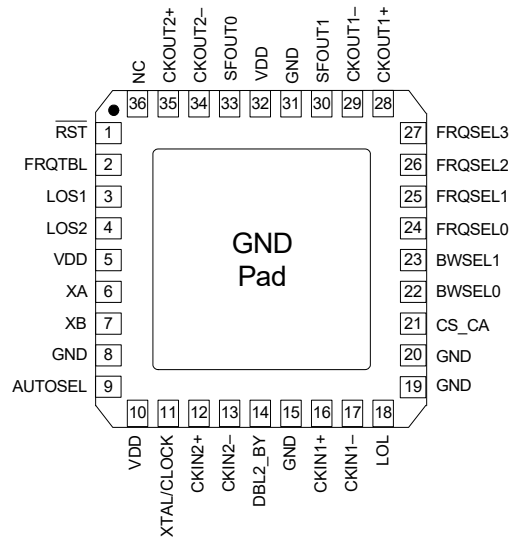 NC
CKOUT2+
CKOUT2–
SFOUT0
VDD
GND
SFOUT1
CKOUT1–
CKOUT1+
36 35 34 33 32 31 30 29 28
RST 1
FRQTBL 2
LOS1 3
LOS2 4
VDD 5
XA 6
XB 7
GND 8
AUTOSEL 9
GND
Pad
27 FRQSEL3
26 FRQSEL2
25 FRQSEL1
24 FRQSEL0
23 BWSEL1
22 BWSEL0
21 CS_CA
20 GND
19 GND
10 11 12 13 14 15 16 17 18
VDD
XTAL/CLOCK
CKIN2+
CKIN2–
DBL2_BY
GND
CKIN1+
CKIN1–
LOL